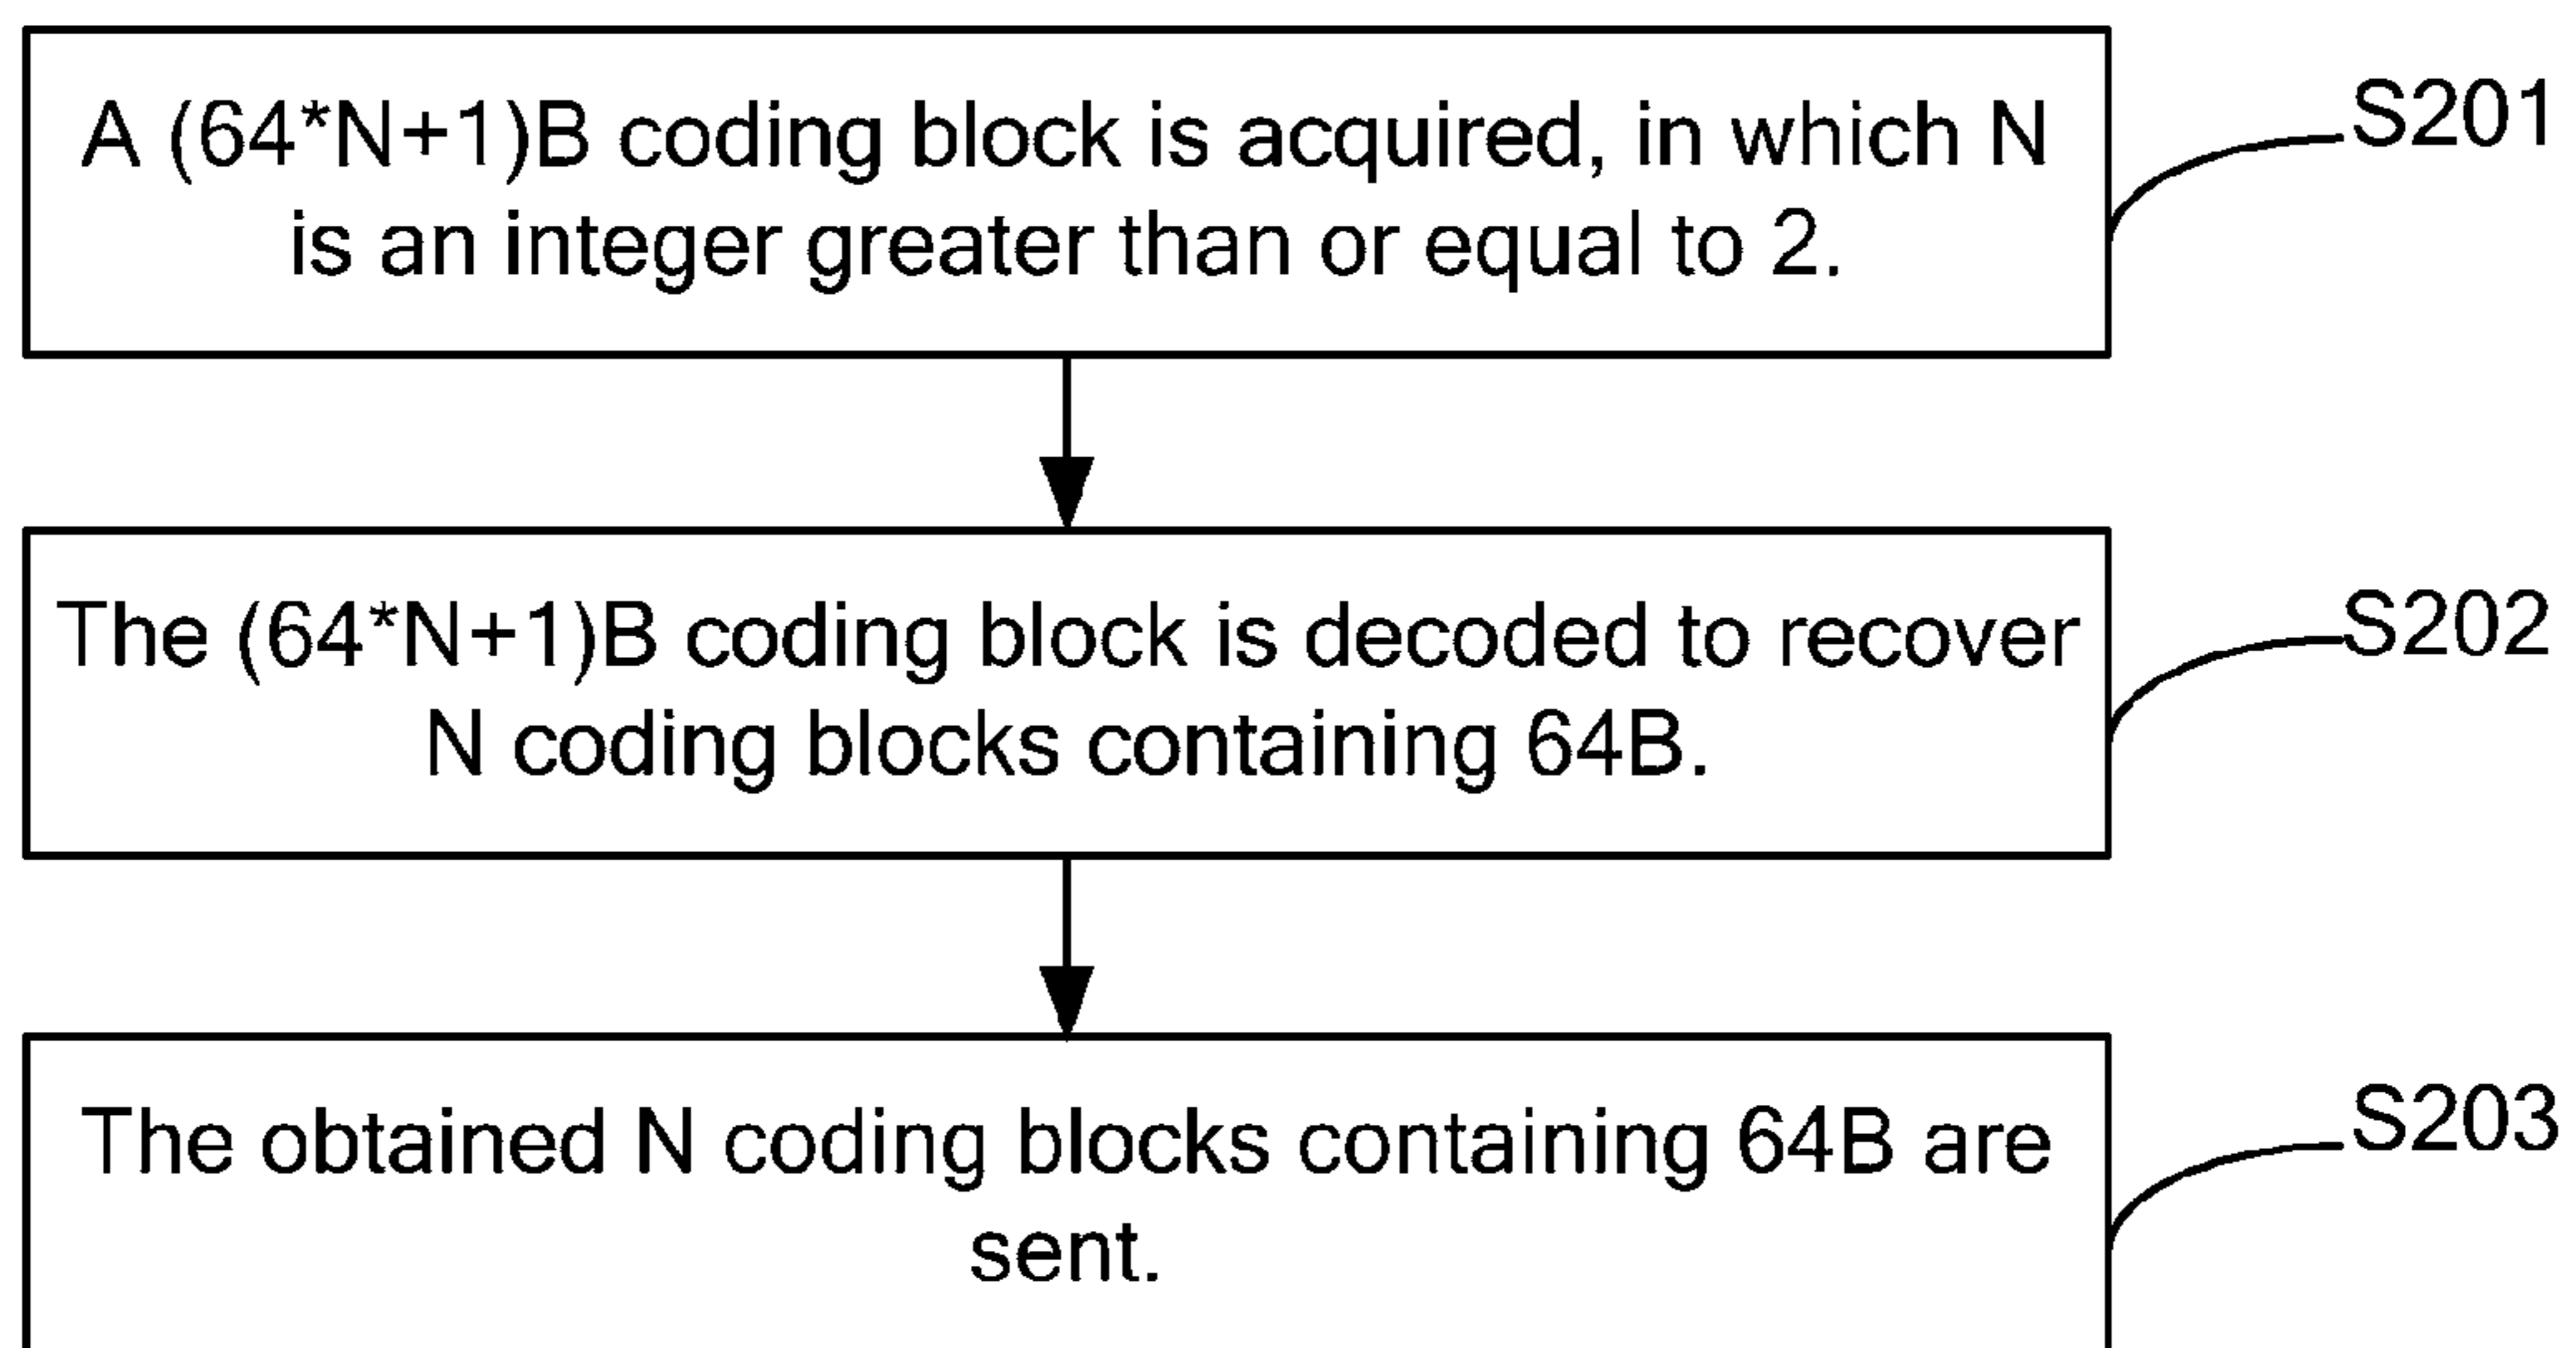 A (64*N+1)B coding block is acquired, in which N
is an integer greater than or equal to 2.
S201
The (64*N+1)B coding block is decoded to recover
N coding blocks containing 64B.
S202
The obtained N coding blocks containing 64B are
sent.
S203